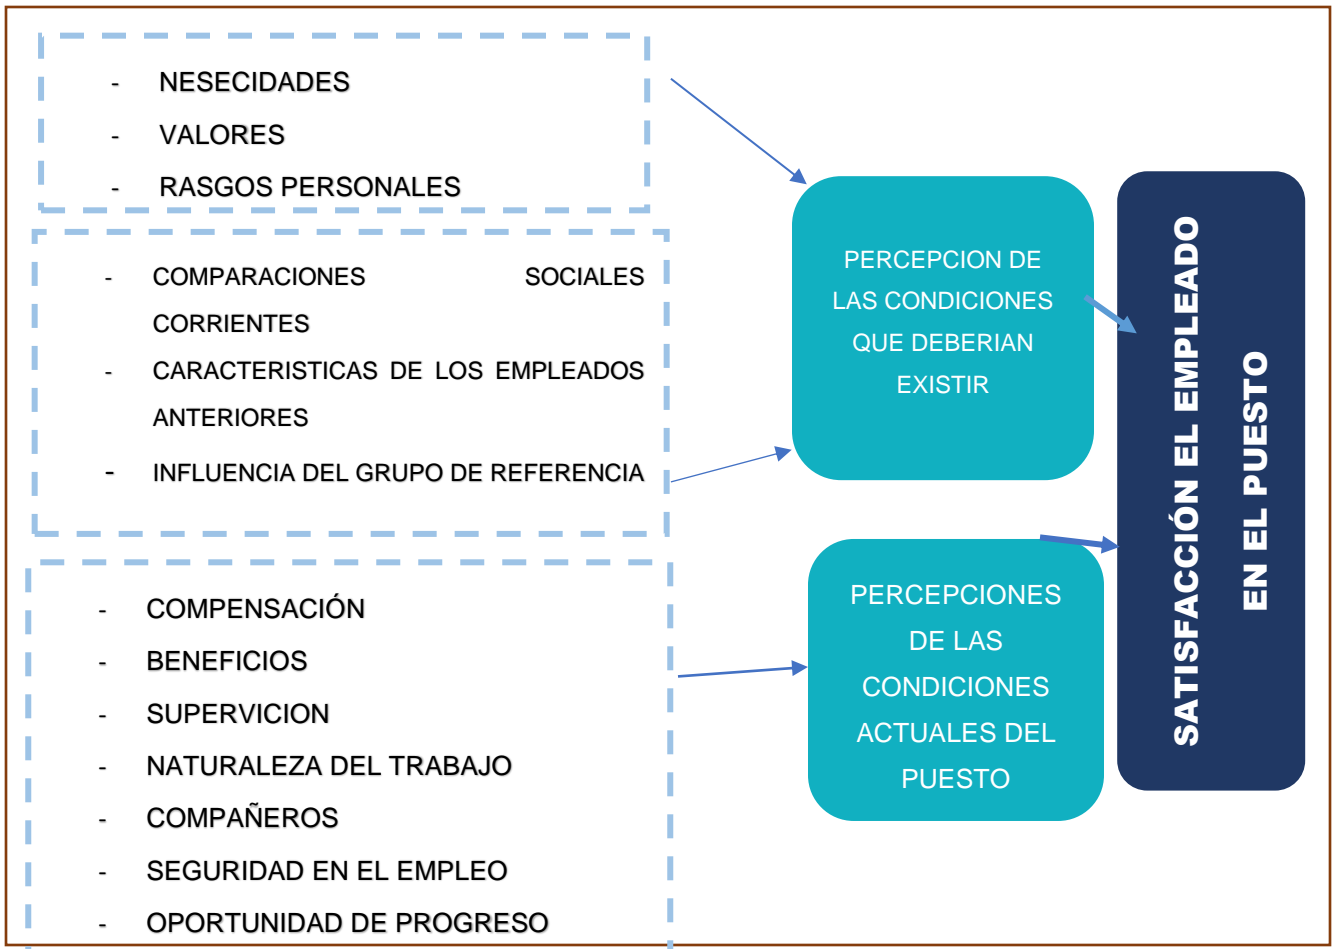 - NESECIDADES
- VALORES
- RASGOS PERSONALES
- COMPARACIONES SOCIALES
CORRIENTES
- CARACTERISTICAS DE LOS EMPLEADOS
ANTERIORES
- INFLUENCIA DEL GRUPO DE REFERENCIA
- COMPENSACIÓN
- BENEFICIOS
- SUPERVICION
- NATURALEZA DEL TRABAJO
- COMPAÑEROS
- SEGURIDAD EN EL EMPLEO
- OPORTUNIDAD DE PROGRESO
PERCEPCION DE
LAS CONDICIONES
QUE DEBERIAN
EXISTIR
PERCEPCIONES
DE LAS
CONDICIONES
ACTUALES DEL
PUESTO
SATISFACCIÓN EL EMPLEADO
EN EL PUESTO